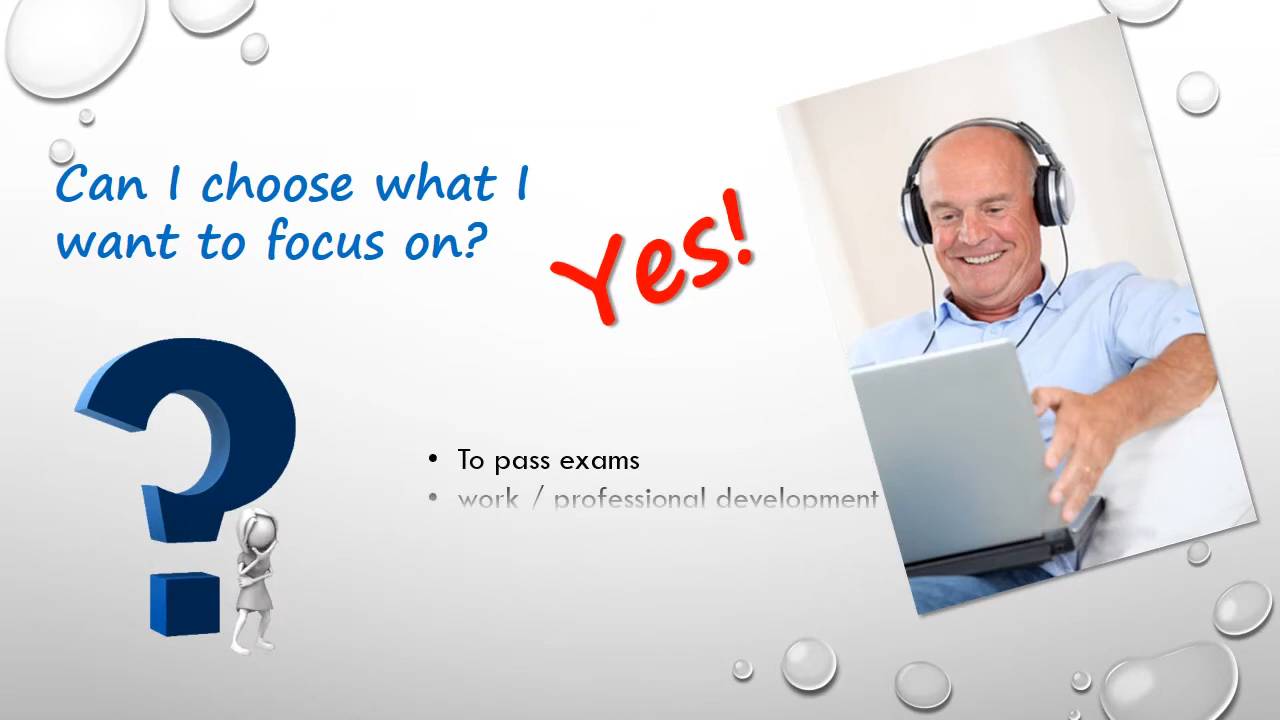 Can I choose what I
want to focus on?
Yes!
• To pass exams
• work / professional development